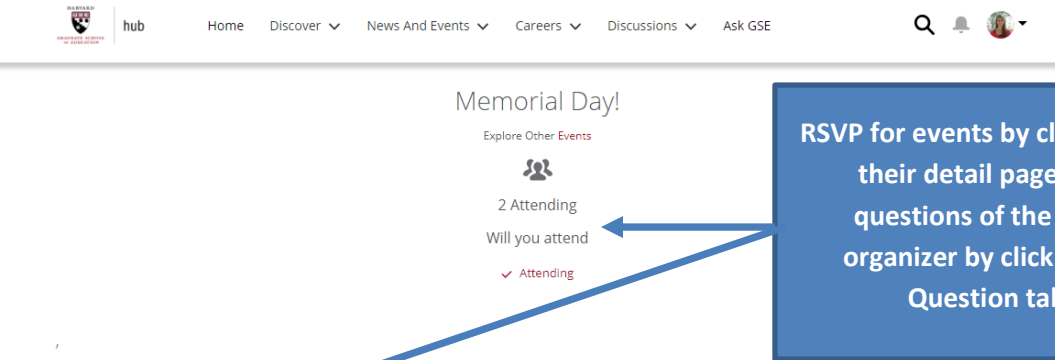 HARVARD
GRADUATE SCHOOL
OF EDUCATION
hub
Home Discover News And Events Careers Discussions Ask GSE
Memorial Day!
Explore Other Events
2 Attending
Will you attend
Attending
RSVP for events by cl
their detail page
questions of the
organizer by click
Question ta
,